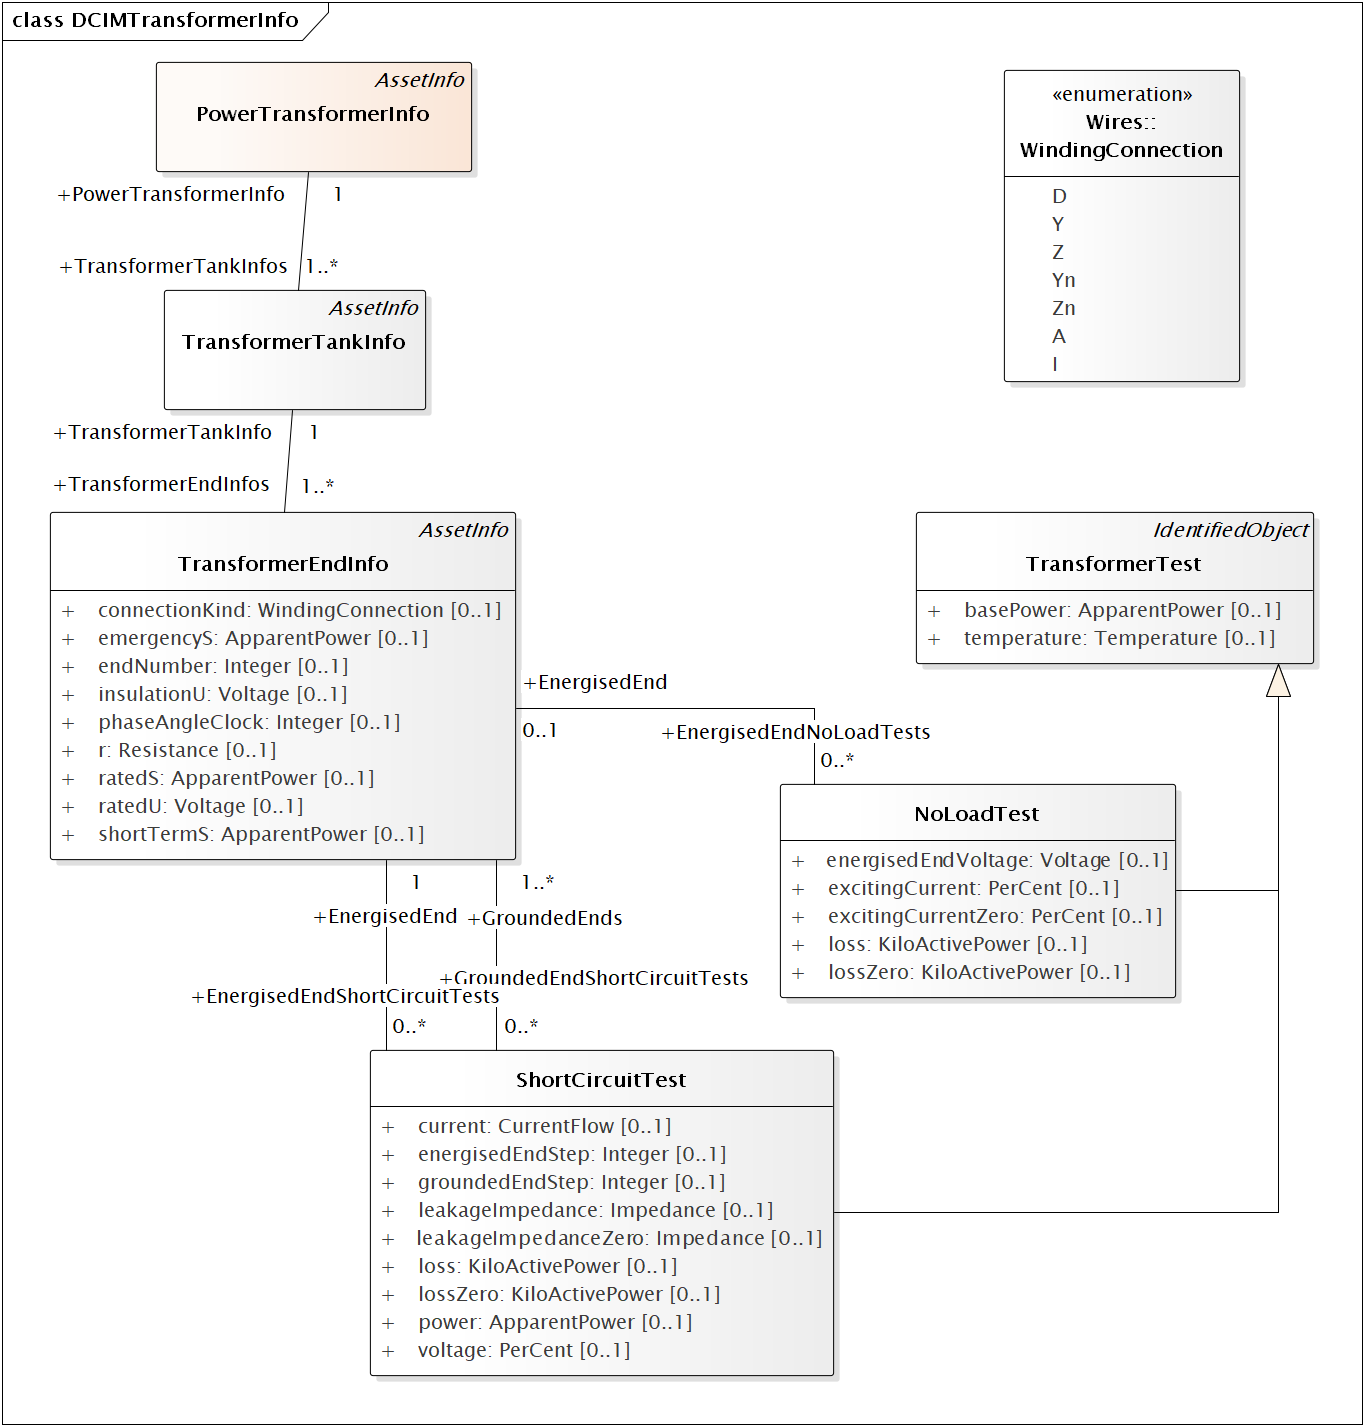 class DCIMTransformerInfo
AssetInfo
PowerTransformerInfo
+PowerTransformerInfo 1
+TransformerTankInfos 1..*
AssetInfo
TransformerTankInfo
+TransformerTankInfo 1
+TransformerEndInfos 1..*
«enumeration»
Wires::
WindingConnection
D
Y
Z
Yn
Zn
A
I
AssetInfo
TransformerEndInfo
+ connectionKind: WindingConnection [0..1]
+ emergencyS: ApparentPower [0..1]
+ endNumber: Integer [0..1]
+ insulationU: Voltage [0..1]
+ phaseAngleClock: Integer [0..1]
+ r: Resistance [0..1]
+ ratedS: ApparentPower [0..1]
+ ratedU: Voltage [0..1]
+ shortTermS: ApparentPower [0..1]
IdentifiedObject
TransformerTest
+ basePower: ApparentPower [0..1]
+ temperature: Temperature [0..1]
+EnergisedEnd
0..1
+EnergisedEndNoLoadTests
0..*
NoLoadTest
+ energisedEndVoltage: Voltage [0..1]
+ excitingCurrent: PerCent [0..1]
+ excitingCurrentZero: PerCent [0..1]
+ loss: KiloActivePower [0..1]
+ lossZero: KiloActivePower [0..1]
1
1..*
+EnergisedEnd
+GroundedEnds
+GroundedEndShortCircuitTests
+EnergisedEndShortCircuitTests
0..*
0..*
ShortCircuitTest
+ current: CurrentFlow [0..1]
+ energisedEndStep: Integer [0..1]
+ groundedEndStep: Integer [0..1]
+ leakageImpedance: Impedance [0..1]
+ leakageImpedanceZero: Impedance [0..1]
+ loss: KiloActivePower [0..1]
+ lossZero: KiloActivePower [0..1]
+ power: ApparentPower [0..1]
+ voltage: PerCent [0..1]